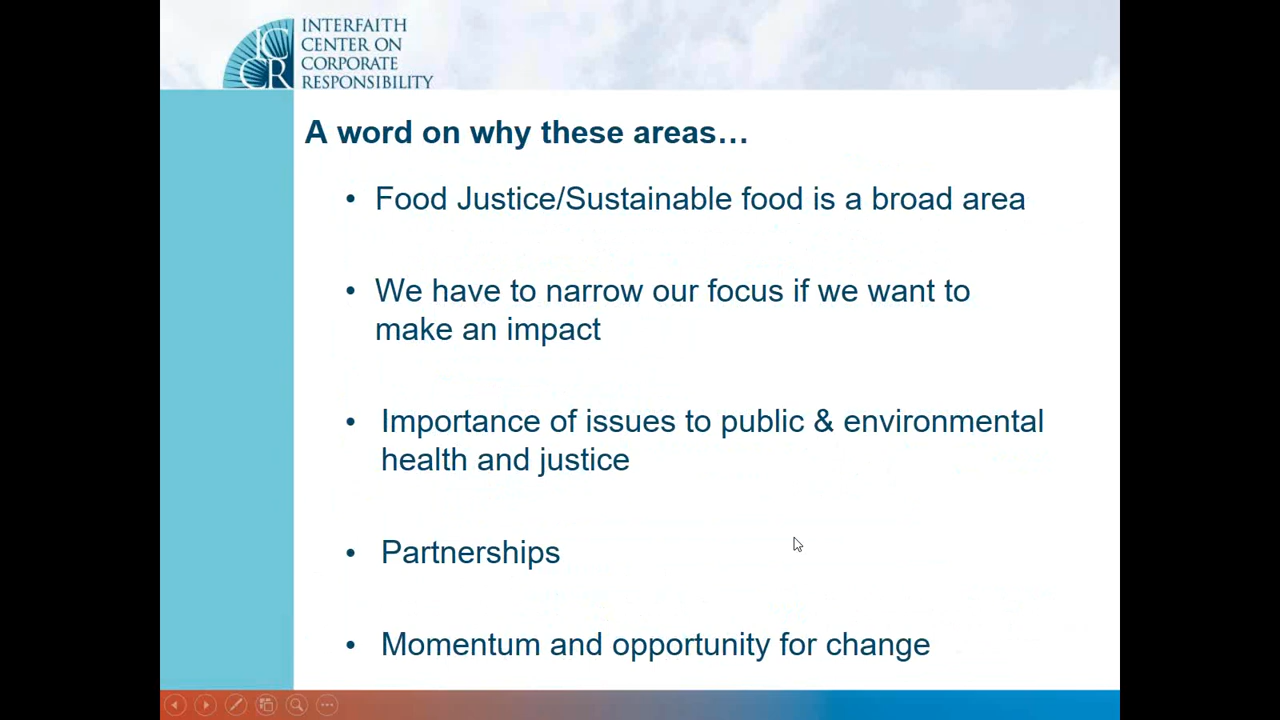 ICCR
INTERFAITH
CENTER ON
CORPORATE
RESPONSIBILITY
A word on why these areas…
• Food Justice/Sustainable food is a broad area
• We have to narrow our focus if we want to
make an impact
• Importance of issues to public & environmental
health and justice
• Partnerships
• Momentum and opportunity for change